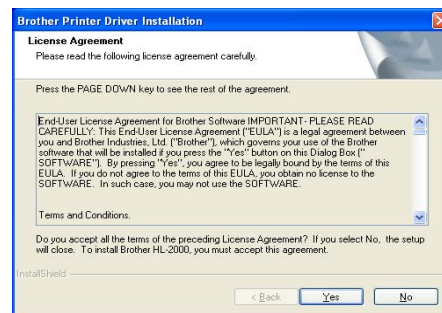 Brother Printer Driver Installation
License Agreement
Please read the following license agreement carefully.
Press the PAGE DOWN key to see the rest of the agreement.
End-User License Agreement for Brother Software IMPORTANT- PLEASE READ
CAREFULLY: This End-User License Agreement ("EULA") is a legal agreement between
you and Brother Industries, Ltd. ("Brother"), which governs your use of the Brother
software that will be installed if you press the "Yes" button on this Dialog Box ("
SOFTWARE"). By pressing "Yes", you agree to be legally bound by the terms of this
EULA. If you do not agree to the terms of this EULA, you obtain no license to the
SOFTWARE. In such case, you may not use the SOFTWARE.
Terms and Conditions.
Do you accept all the terms of the preceding License Agreement? If you select No, the setup
will close. To install Brother HL-2000, you must accept this agreement.
InstallShield
< Back Yes No